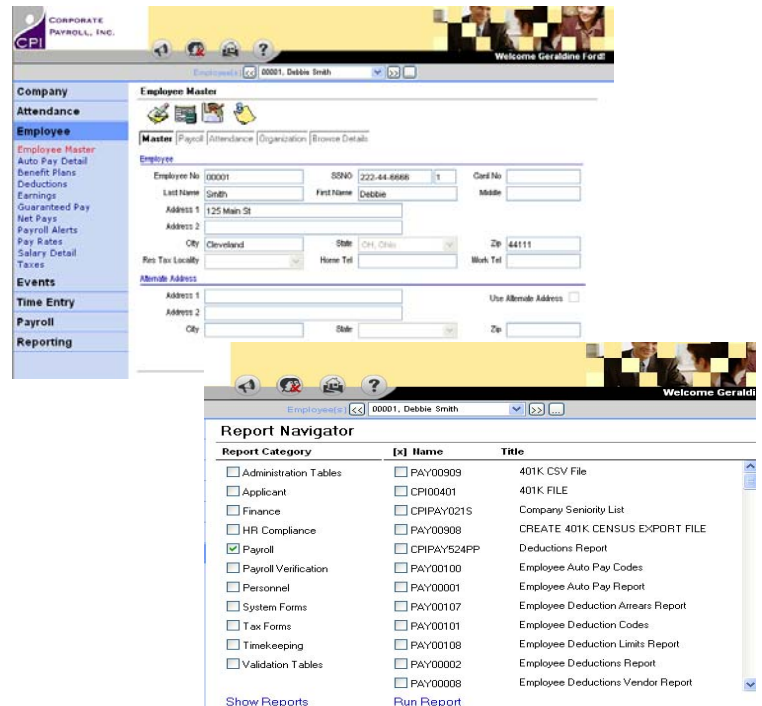 CORPORATE
PAYROLL, INC.
CPI
?
Welcome Geraldine Ford!
Employee(s) << 00001, Debbie Smith >> ...
Company
Attendance
Employee
Employee Master
Auto Pay Detail
Benefit Plans
Deductions
Earnings
Guaranteed Pay
Net Pays
Payroll Alerts
Pay Rates
Salary Detail
Taxes
Events
Time Entry
Payroll
Reporting
Employee Master
Master Payroll Attendance Organization Browse Details
Employee
Employee No 00001 SSNO 222-44-6666 1 Card No
Last Name Smith First Name Debbie Middle
Address 1 125 Main St
Address 2
City Cleveland State OH, Ohio Zip 44111
Res Tax Locality Home Tel Work Tel
Alternate Address
Address 1 Use Alternate Address
Address 2
City State Zip
?
Welcome Geraldi
Employee(s) << 00001, Debbie Smith >> ...
Report Navigator
Report Category [x] Name Title
Administration Tables PAY00909 401K CSV File
Applicant CPI00401 401K FILE
Finance CPIPAY021S Company Seniority List
HR Compliance PAY00908 CREATE 401K CENSUS EXPORT FILE
Payroll CPIPAY524PP Deductions Report
Payroll Verification PAY00100 Employee Auto Pay Codes
Personnel PAY00001 Employee Auto Pay Report
System Forms PAY00107 Employee Deduction Arrears Report
Tax Forms PAY00101 Employee Deduction Codes
Timekeeping PAY00108 Employee Deduction Limits Report
Validation Tables PAY00002 Employee Deductions Report
PAY00008 Employee Deductions Vendor Report
Show Reports Run Report